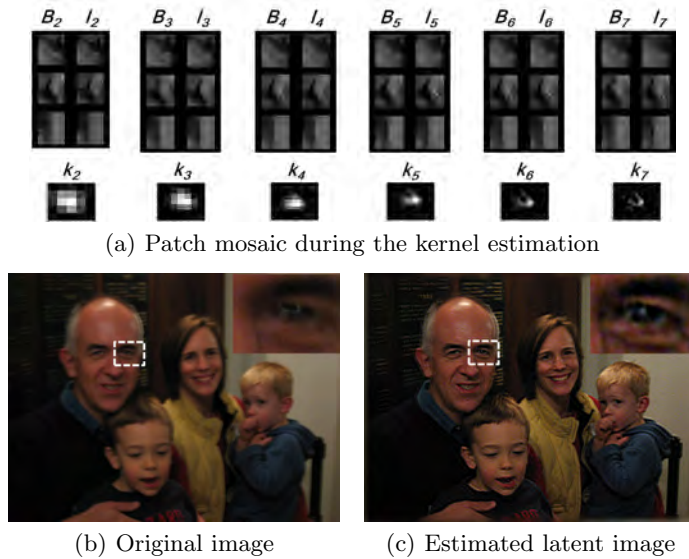 B2 I2 B3 I3 B4 I4 B5 I5 B6 I6 B7 I7
k2 k3 k4 k5 k6 k7
(a) Patch mosaic during the kernel estimation
(b) Original image (c) Estimated latent image